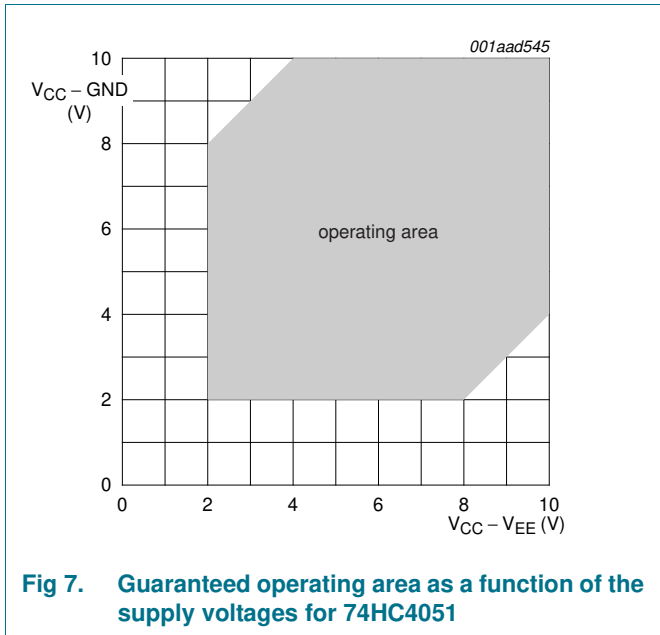 001aad545
10
VCC − GND
(V)
8
6
operating area
4
2
0
0 2 4 6 8 10
VCC − VEE (V)
Fig 7. Guaranteed operating area as a function of the
supply voltages for 74HC4051